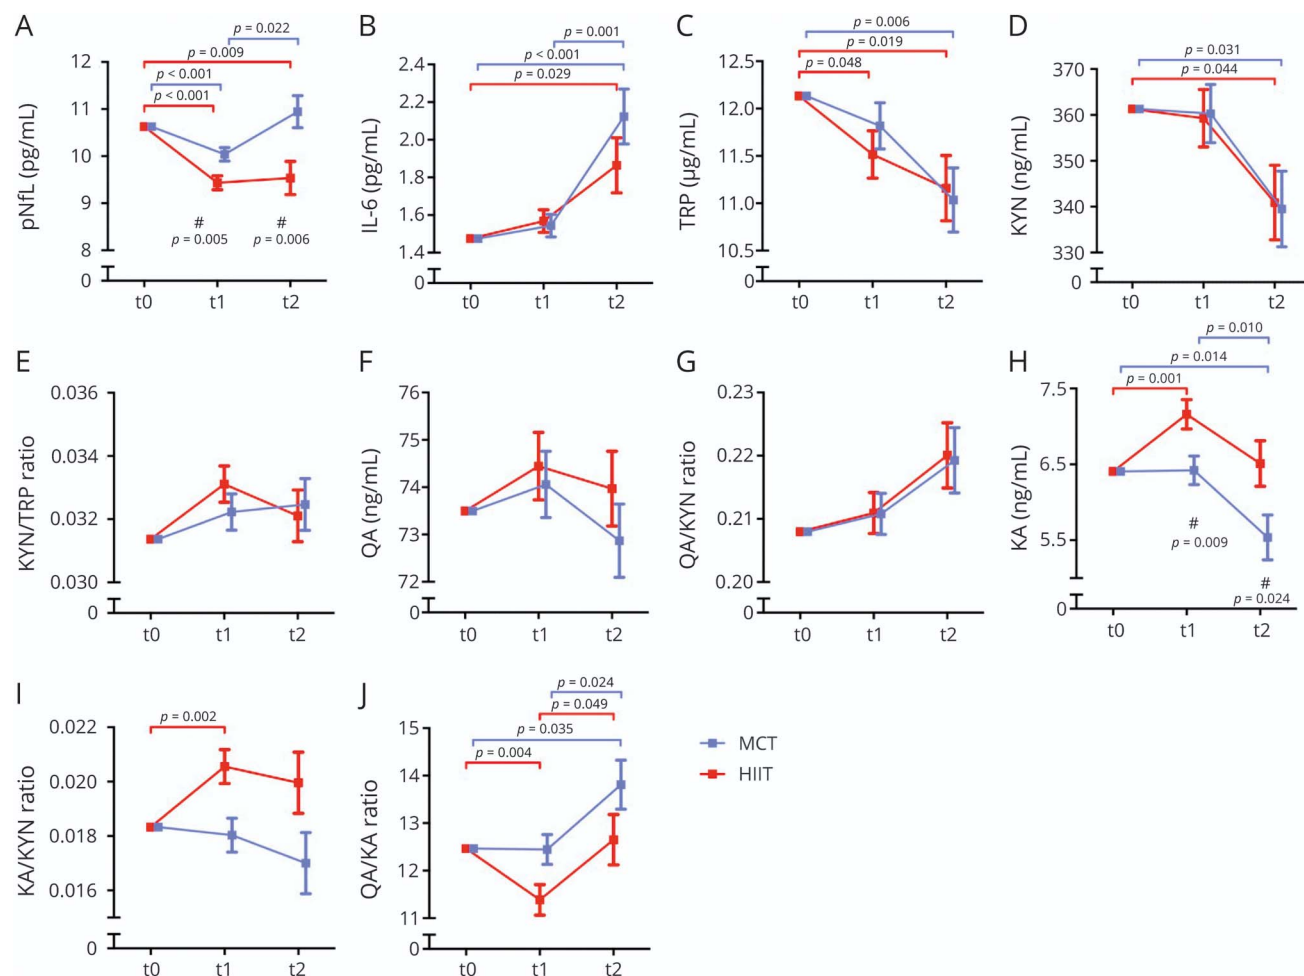 A
p = 0.022
p = 0.009
p < 0.001
p < 0.001
pNfL (pg/mL)
12
11
10
9
8
0
#
p = 0.005
#
p = 0.006
t0
t1
t2
B
p = 0.001
p < 0.001
p = 0.029
IL-6 (pg/mL)
2.4
2.2
2.0
1.8
1.6
1.4
0
t0
t1
t2
C
p = 0.006
p = 0.019
p = 0.048
TRP (μg/mL)
12.5
12.0
11.5
11.0
10.5
0
t0
t1
t2
D
p = 0.031
p = 0.044
KYN (ng/mL)
370
360
350
340
330
0
t0
t1
t2
E
KYN/TRP ratio
0.036
0.034
0.032
0.030
0
t0
t1
t2
F
QA (ng/mL)
76
75
74
73
72
0
t0
t1
t2
G
QA/KYN ratio
0.23
0.22
0.21
0.20
0
t0
t1
t2
H
p = 0.010
p = 0.014
p = 0.001
KA (ng/mL)
7.5
6.5
5.5
0
#
p = 0.009
#
p = 0.024
t0
t1
t2
I
p = 0.002
KA/KYN ratio
0.022
0.020
0.018
0.016
0
t0
t1
t2
J
p = 0.024
p = 0.049
p = 0.035
p = 0.004
QA/KA ratio
15
14
13
12
11
0
t0
t1
t2
MCT
HIIT